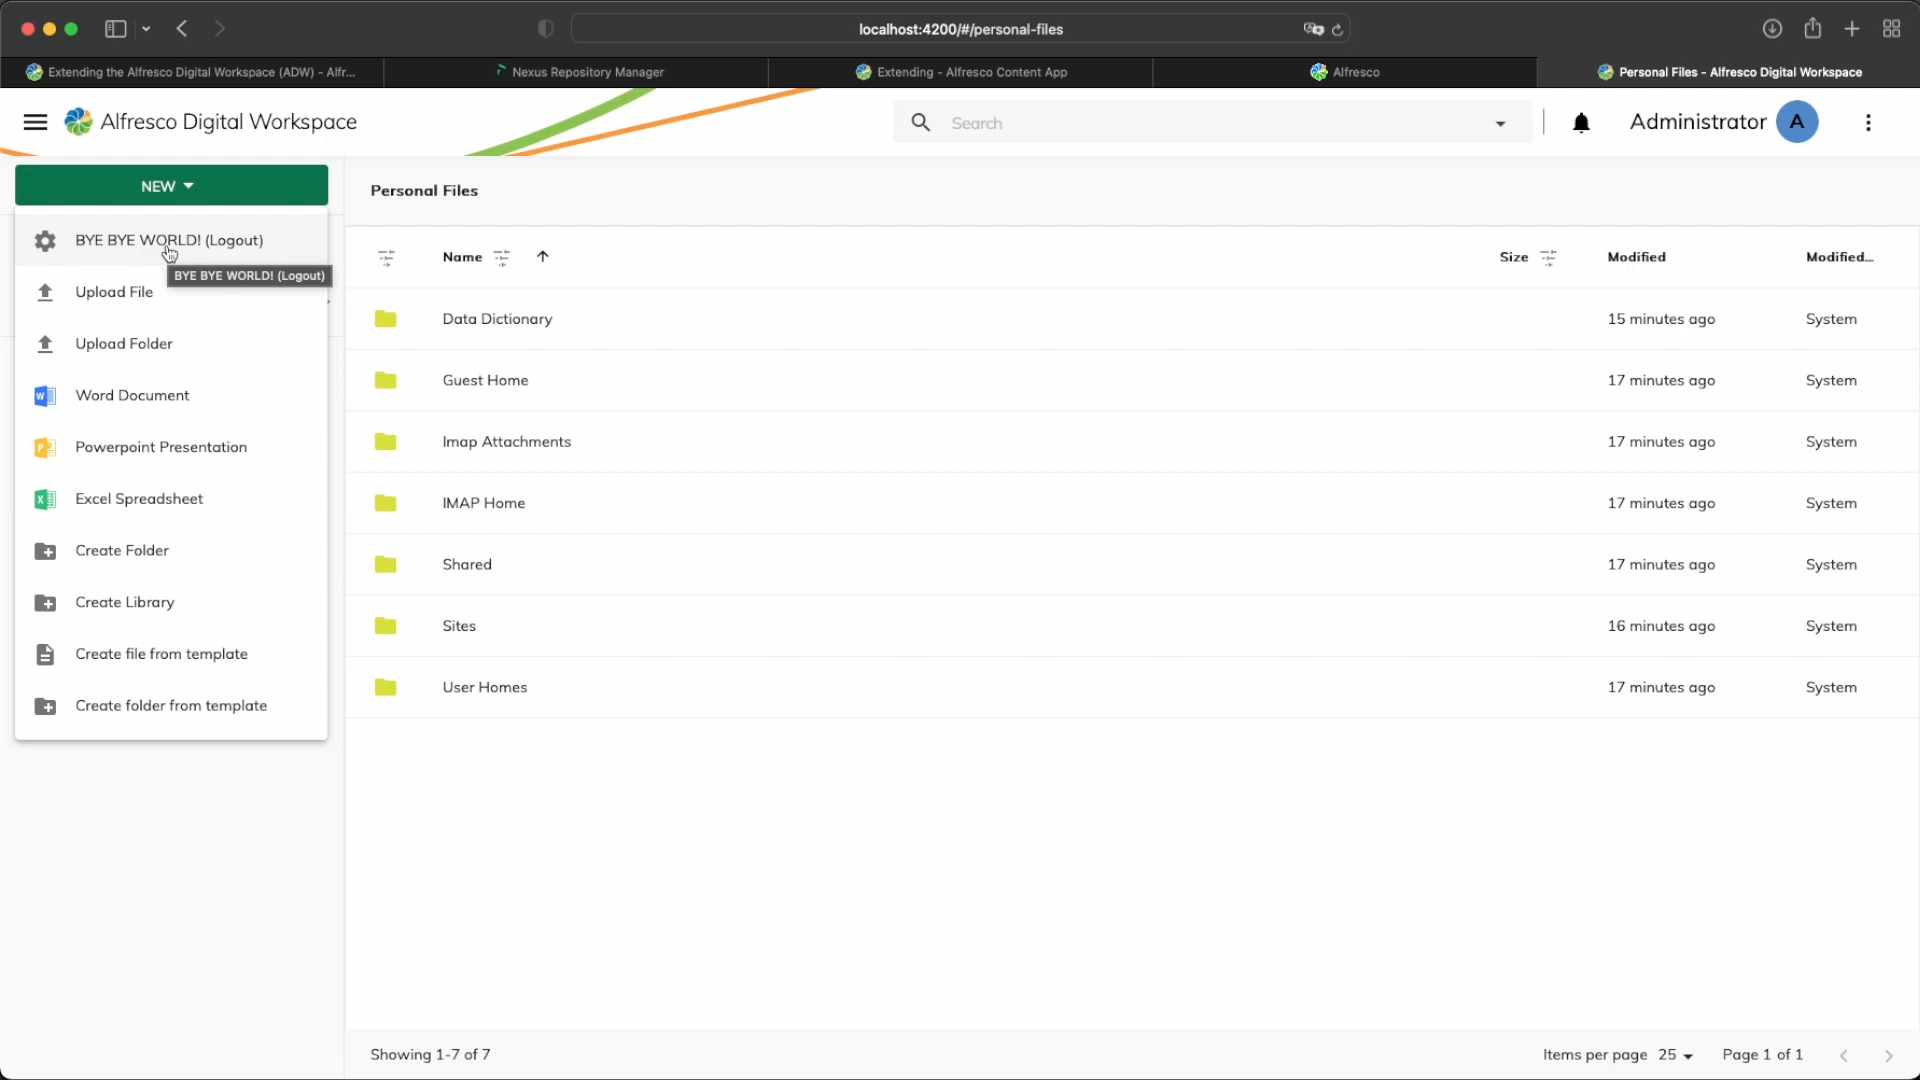 localhost:4200/#/personal-files
Extending the Alfresco Digital Workspace (ADW) - Alfr...
Nexus Repository Manager
Extending - Alfresco Content App
Alfresco
Personal Files - Alfresco Digital Workspace
Alfresco Digital Workspace
Search
Administrator
A
NEW
Personal Files
BYE BYE WORLD! (Logout)
BYE BYE WORLD! (Logout)
Upload File
Upload Folder
Word Document
Powerpoint Presentation
Excel Spreadsheet
Create Folder
Create Library
Create file from template
Create folder from template
Name Size Modified Modified...
Data Dictionary 15 minutes ago System
Guest Home 17 minutes ago System
Imap Attachments 17 minutes ago System
IMAP Home 17 minutes ago System
Shared 17 minutes ago System
Sites 16 minutes ago System
User Homes 17 minutes ago System
Showing 1-7 of 7
Items per page 25 Page 1 of 1